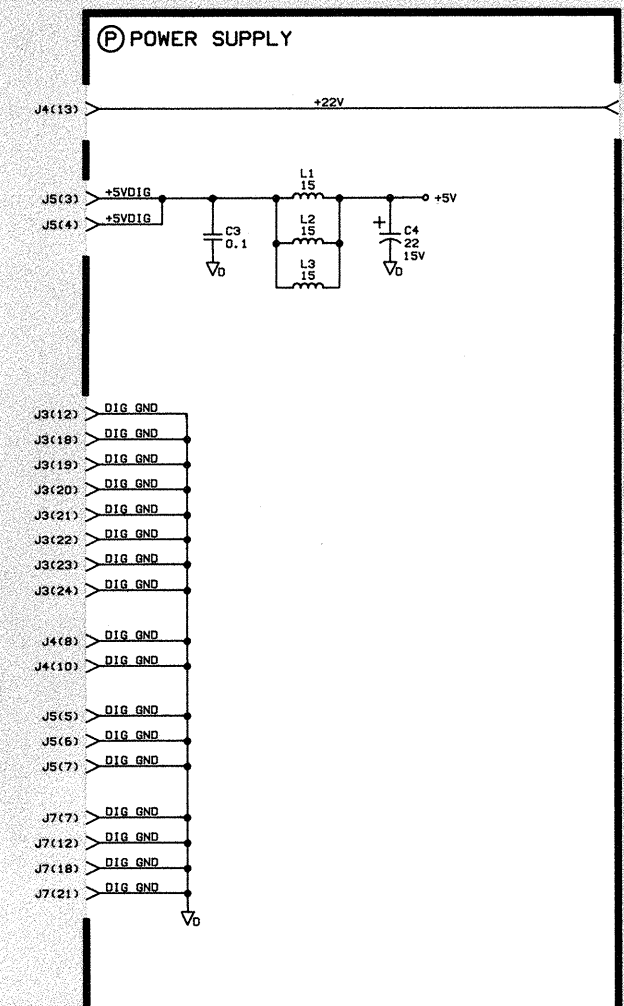 P POWER SUPPLY
J4(13) +22V
J5(3) +5VDIG
J5(4) +5VDIG
C3
0.1
D
L1
15
L2
15
L3
15
+5V
+
C4
22
15V
D
J3(12) DIG GND
J3(18) DIG GND
J3(19) DIG GND
J3(20) DIG GND
J3(21) DIG GND
J3(22) DIG GND
J3(23) DIG GND
J3(24) DIG GND
J4(8) DIG GND
J4(10) DIG GND
J5(5) DIG GND
J5(6) DIG GND
J5(7) DIG GND
J7(7) DIG GND
J7(12) DIG GND
J7(18) DIG GND
J7(21) DIG GND
D